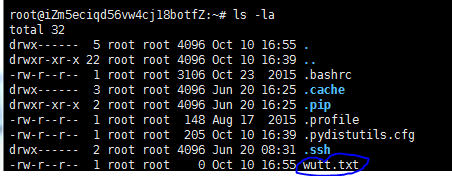 root@iZm5eciqd56vw4cj18botfZ:~# ls -la
total 32
drwx------  5 root root 4096 Oct 10 16:55 .
drwxr-xr-x 22 root root 4096 Oct 10 16:39 ..
-rw-r--r--  1 root root 3106 Oct 23  2015 .bashrc
drwx------  3 root root 4096 Jun 20 16:25 .cache
drwxr-xr-x  2 root root 4096 Jun 20 16:25 .pip
-rw-r--r--  1 root root  148 Aug 17  2015 .profile
-rw-r--r--  1 root root  205 Oct 10 16:39 .pydistutils.cfg
drwx------  2 root root 4096 Jun 20 08:31 .ssh
-rw-r--r--  1 root root    0 Oct 10 16:55 wutt.txt